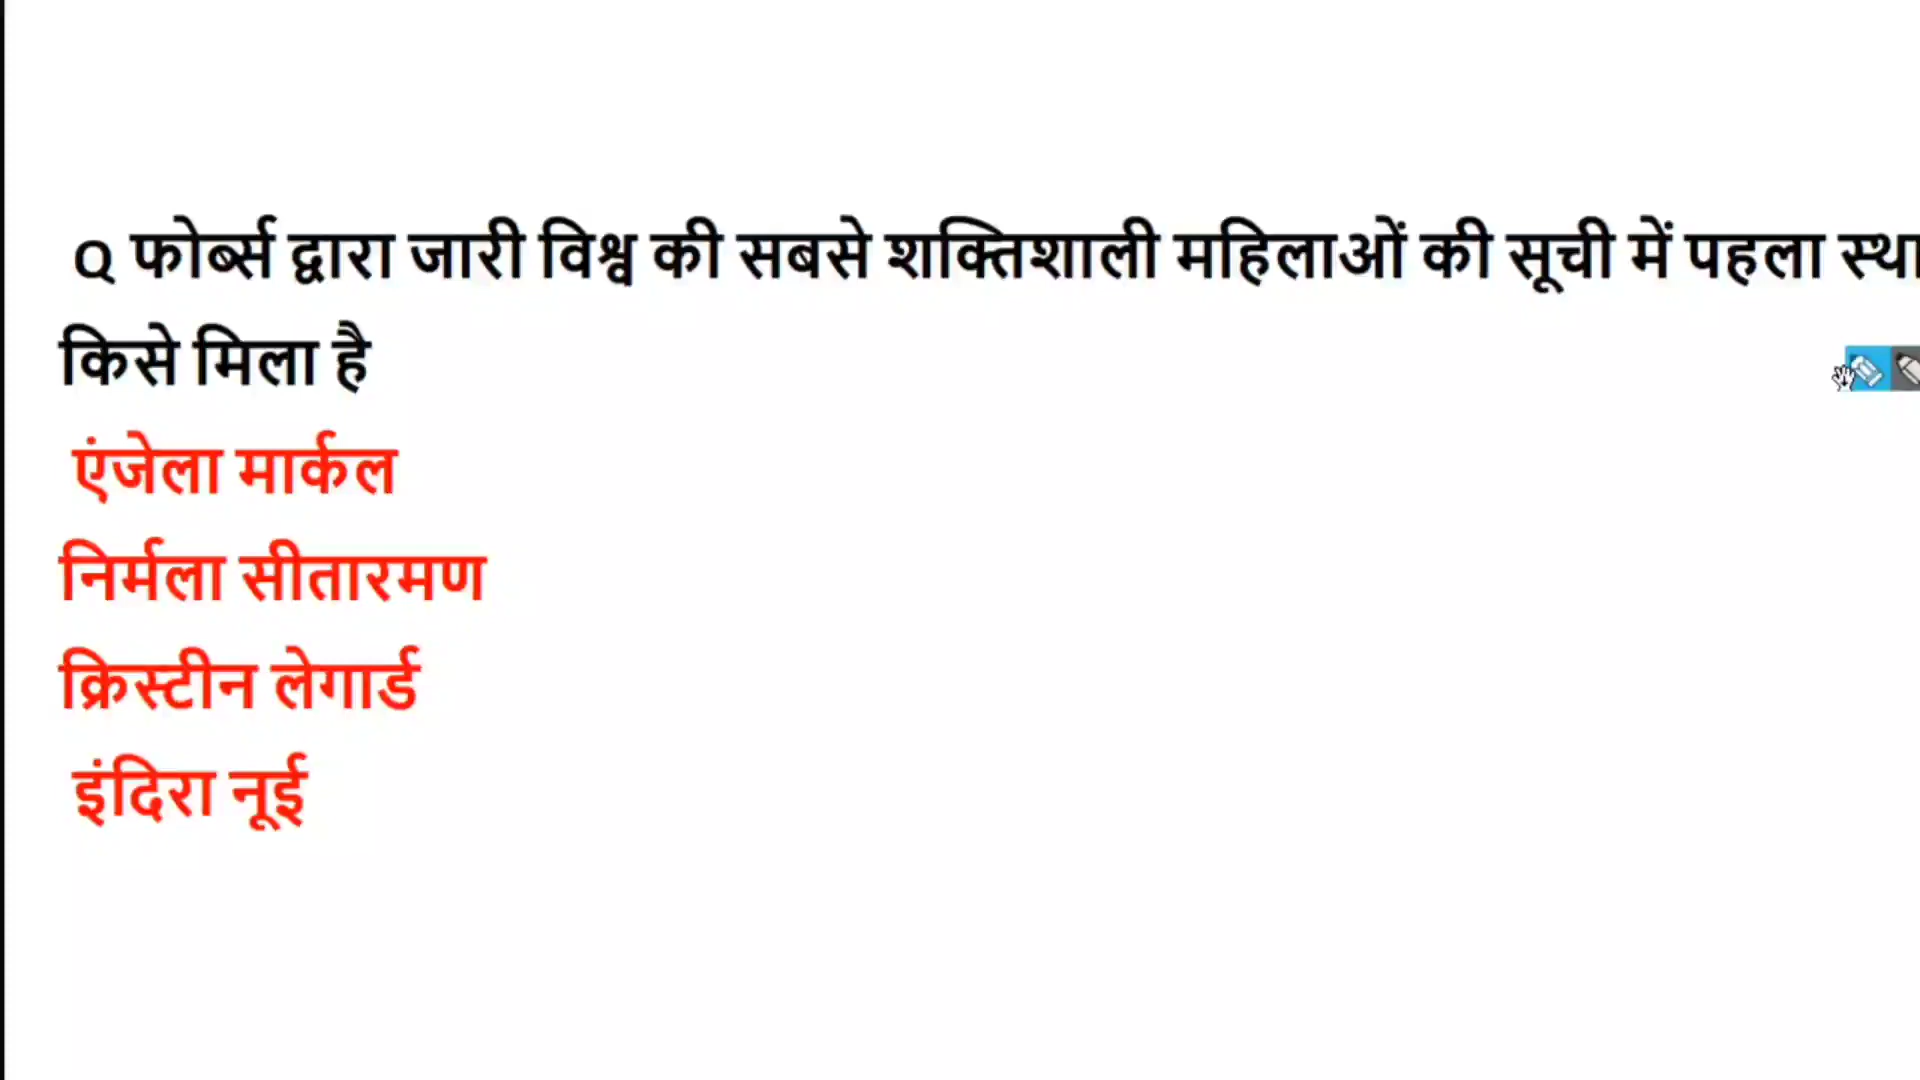 Q फोर्ब्स द्वारा जारी विश्व की सबसे शक्तिशाली महिलाओं की सूची में पहला
किसे मिला है
एंजेला मार्कल
निर्मला सीतारमण
क्रिस्टीन लेगार्ड
इंदिरा नूई